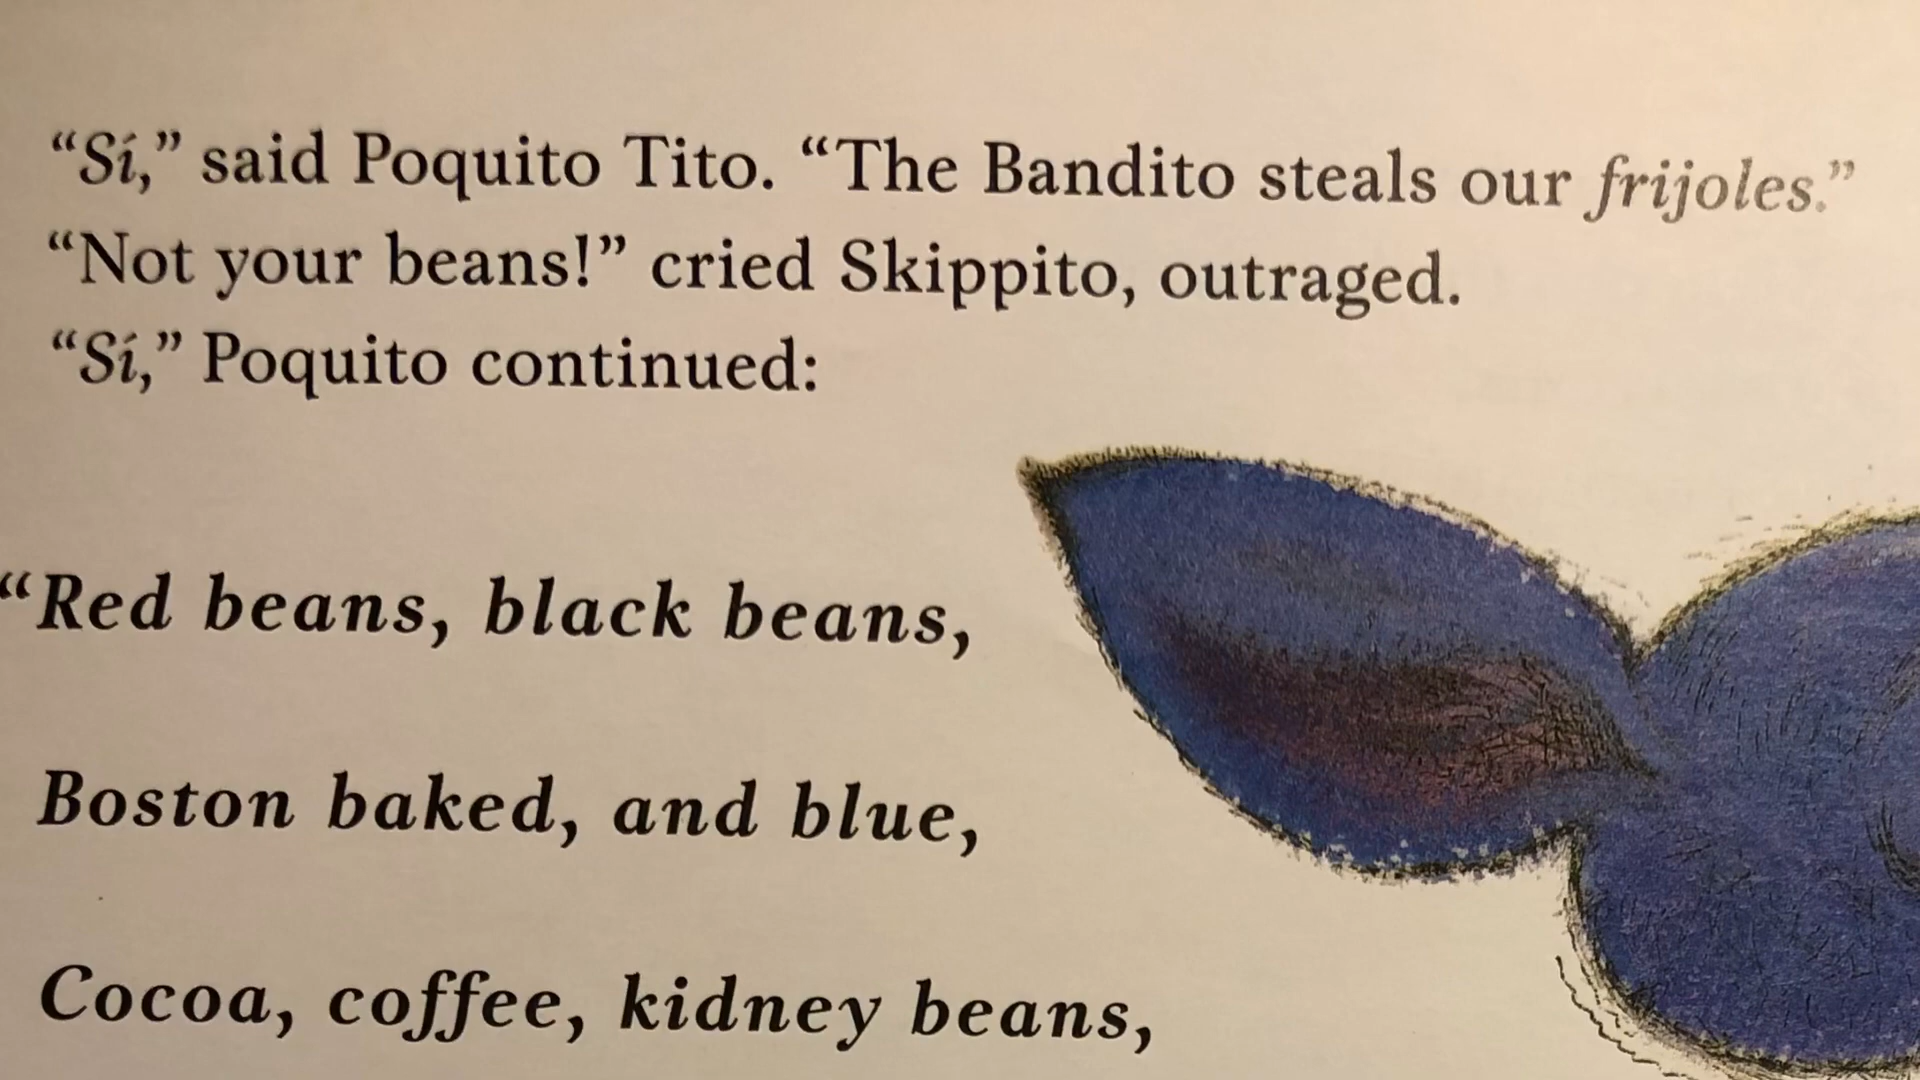 “Sí,” said Poquito Tito. “The Bandito steals our frijoles.”
“Not your beans!” cried Skippito, outraged.
“Sí,” Poquito continued:
“Red beans, black beans,
Boston baked, and blue,
Cocoa, coffee, kidney beans,